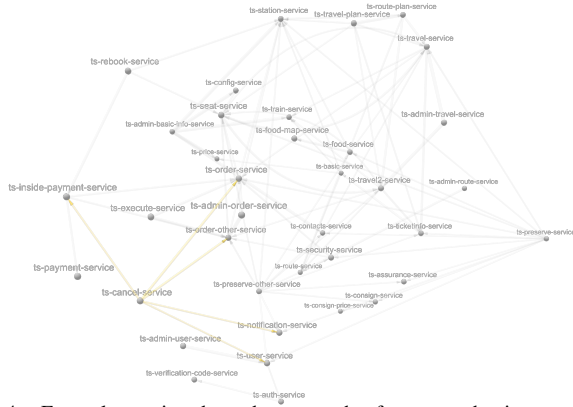 ts-route-plan-service
ts-station-service
ts-travel-plan-service
ts-travel-service
ts-rebook-service
ts-config-service
ts-seat-service
ts-train-service
ts-admin-travel-service
ts-admin-basic-info-service
ts-food-map-service
ts-food-service
ts-price-service
ts-basic-service
ts-order-service
ts-travel2-service
ts-admin-route-service
ts-inside-payment-service
ts-execute-service
ts-admin-order-service
ts-order-other-service
ts-contacts-service
ts-ticketinfo-service
ts-preserve-service
ts-security-service
ts-route-service
ts-payment-service
ts-assurance-service
ts-preserve-other-service
ts-cancel-service
ts-consign-service
ts-consign-price-service
ts-notification-service
ts-admin-user-service
ts-user-service
ts-verification-code-service
ts-auth-service